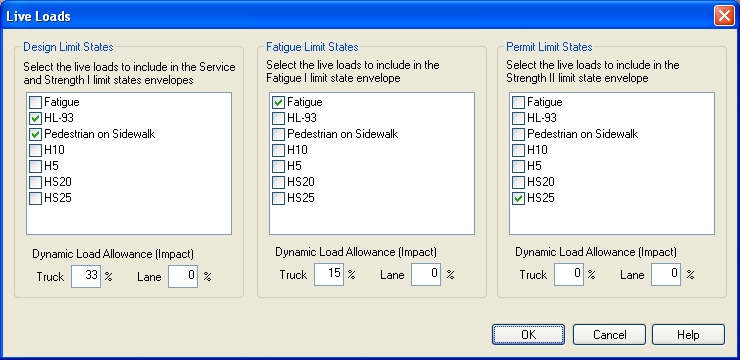 Live Loads
Design Limit States
Select the live loads to include in the Service
and Strength I limit states envelopes
Fatigue
HL-93
Pedestrian on Sidewalk
H10
H5
HS20
HS25
Dynamic Load Allowance (Impact)
Truck 33 % Lane 0 %
Fatigue Limit States
Select the live loads to include in the
Fatigue I limit state envelope
Fatigue
HL-93
Pedestrian on Sidewalk
H10
H5
HS20
HS25
Dynamic Load Allowance (Impact)
Truck 15 % Lane 0 %
Permit Limit States
Select the live loads to include in the
Strength II limit state envelope
Fatigue
HL-93
Pedestrian on Sidewalk
H10
H5
HS20
HS25
Dynamic Load Allowance (Impact)
Truck 0 % Lane 0 %
OK Cancel Help